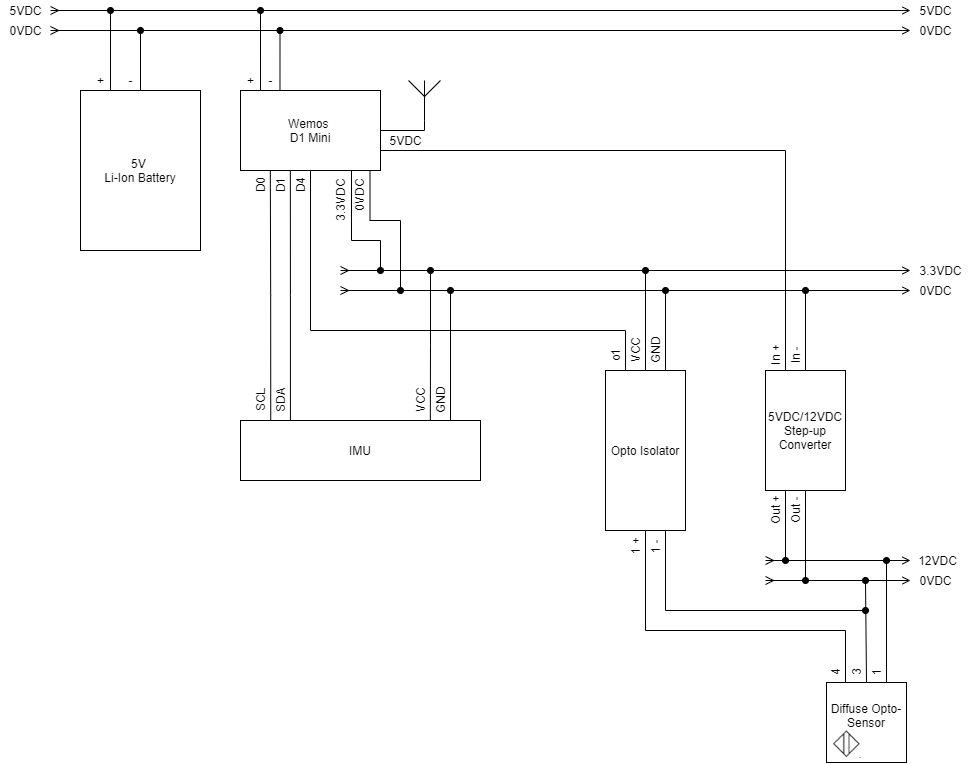 5VDC
5VDC
0VDC
0VDC
+
-
+
-
Wemos
D1 Mini
5VDC
5V
Li-Ion Battery
D0
D1
D4
3.3VDC
0VDC
3.3VDC
0VDC
SCL
SDA
VCC
GND
o1
VCC
GND
In +
In -
IMU
Opto Isolator
5VDC/12VDC
Step-up
Converter
Out +
Out -
1 +
1 -
12VDC
0VDC
4
3
1
Diffuse Opto-
Sensor